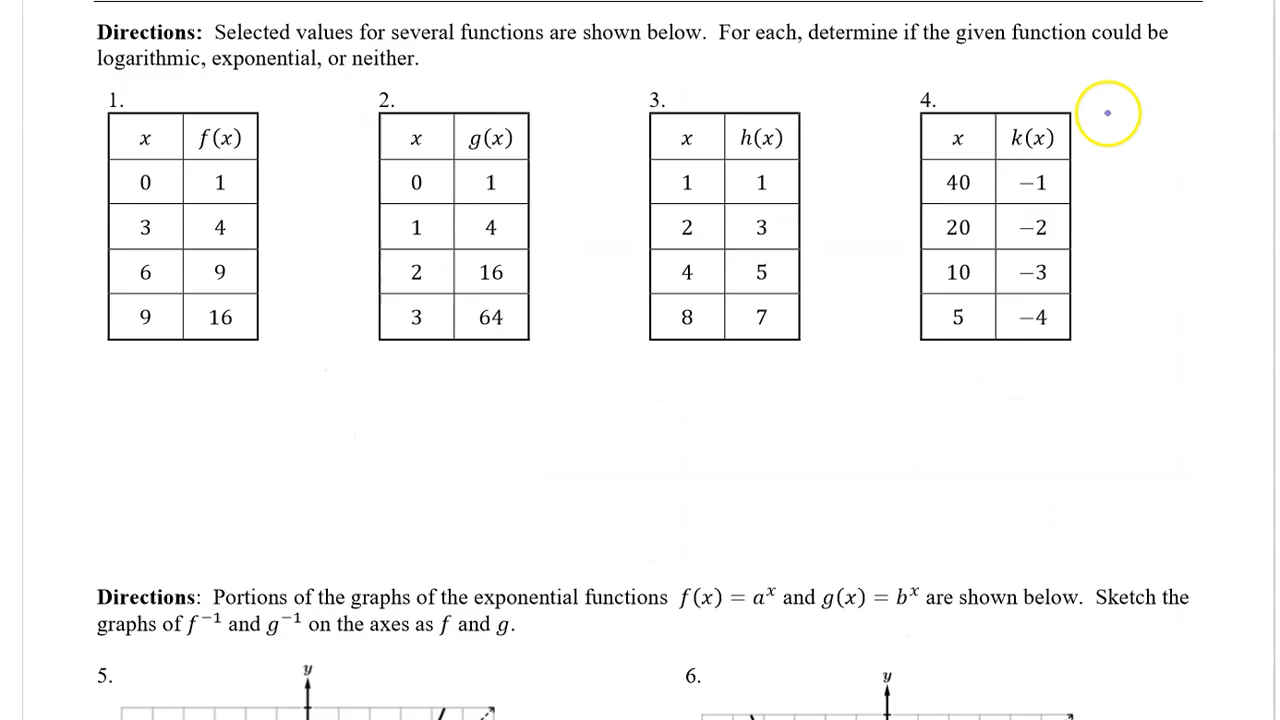 Directions: Selected values for several functions are shown below. For each, determine if the given function could be
logarithmic, exponential, or neither.
1. 2. 3. 4.
x f(x) x g(x) x h(x) x k(x)
0 1 0 1 1 1 40 −1
3 4 1 4 2 3 20 −2
6 9 2 16 4 5 10 −3
9 16 3 64 8 7 5 −4
Directions: Portions of the graphs of the exponential functions f(x) = aˣ and g(x) = bˣ are shown below. Sketch the
graphs of f⁻¹ and g⁻¹ on the axes as f and g.
5. y 6. y